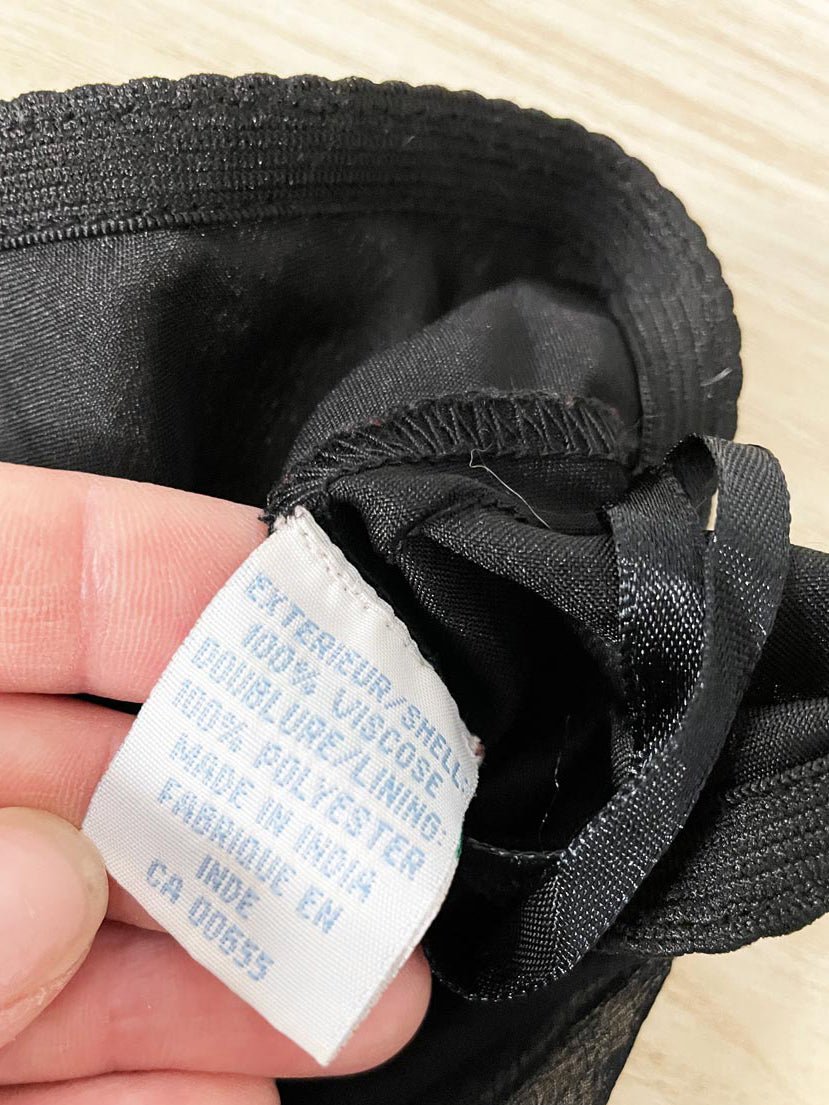 EXTERIEUR/SHELL:
100% VISCOSE
DOUBLURE/LINING:
100% POLYESTER
MADE IN INDIA
FABRIQUE EN
INDE
CA 00655